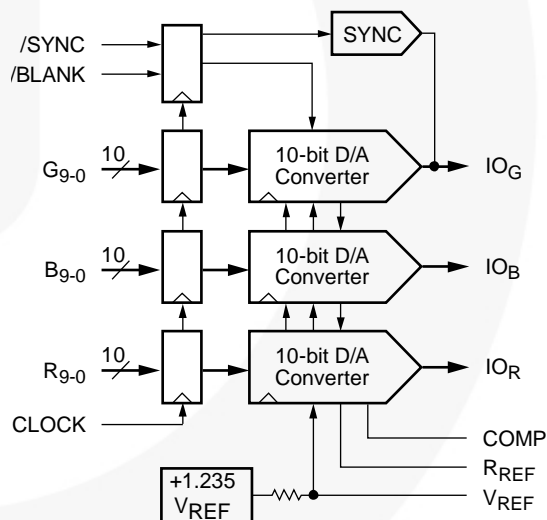 /SYNC
SYNC
/BLANK
10
G9-0
10-bit D/A
Converter
IOG
10
B9-0
10-bit D/A
Converter
IOB
10
R9-0
10-bit D/A
Converter
IOR
CLOCK
COMP
RREF
+1.235
VREF
VREF